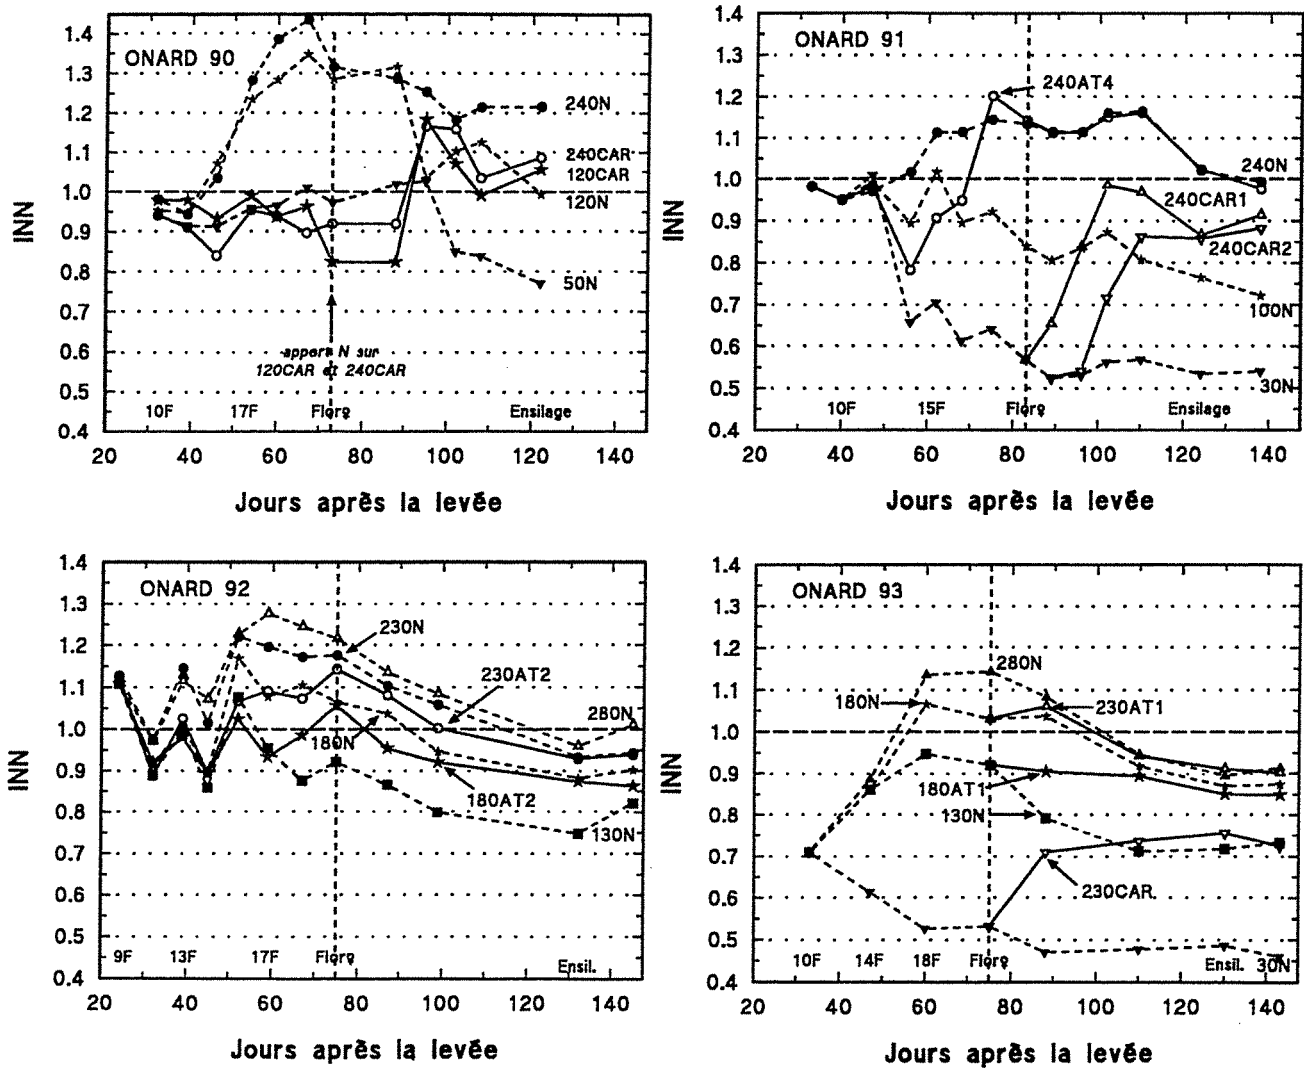 ONARD 90
INN
1.4
1.3
1.2
1.1
1.0
0.9
0.8
0.7
0.6
0.5
0.4
240N
240CAR
120CAR
120N
50N
apport N sur
120CAR et 240CAR
10F 17F Flor♀ Ensilage
20 40 60 80 100 120 140
Jours après la levée
ONARD 91
INN
1.4
1.3
1.2
1.1
1.0
0.9
0.8
0.7
0.6
0.5
0.4
240AT4
240N
240CAR1
240CAR2
100N
30N
10F 15F Flor♀ Ensilage
20 40 60 80 100 120 140
Jours après la levée
ONARD 92
INN
1.4
1.3
1.2
1.1
1.0
0.9
0.8
0.7
0.6
0.5
0.4
230N
230AT2
280N
180N
180AT2
130N
9F 13F 17F Flor♀ Ensil.
20 40 60 80 100 120 140
Jours après la levée
ONARD 93
INN
1.4
1.3
1.2
1.1
1.0
0.9
0.8
0.7
0.6
0.5
0.4
280N
180N
230AT1
180AT1
130N
230CAR
10F 14F 18F Flor♀ Ensil. 30N
20 40 60 80 100 120 140
Jours après la levée